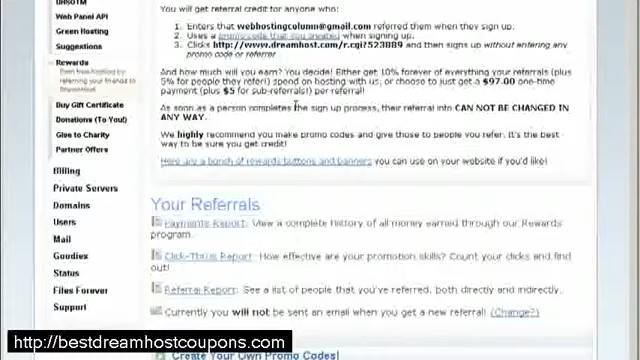 DHSOTM
Web Panel API
Green Hosting
Suggestions
Rewards
Earn free hosting by
referring your friends to
DreamHost!
Buy Gift Certificate
Donations (To You!)
Give to Charity
Partner Offers
Billing
Private Servers
Domains
Users
Mail
Goodies
Status
Files Forever
Support
You will get referral credit for anyone who:
1. Enters that webhostingcolumn@gmail.com referred them when they sign up.
2. Uses a promo code that you created when signing up.
3. Clicks http://www.dreamhost.com/r.cgi?523889 and then signs up without entering any
promo code or referrer
And how much will you earn? You decide! Either get 10% forever of everything your referrals (plus
5% for people they refer!) spend on hosting with us, or choose to just get a $97.00 one-time
payment (plus $5 for sub-referrals!) per referral!
As soon as a person completes the sign up process, their referral info CAN NOT BE CHANGED IN
ANY WAY.
We highly recommend you make promo codes and give those to people you refer. It's the best
way to be sure you get credit!
Here are a bunch of rewards buttons and banners you can use on your website if you'd like!
Your Referrals
Payments Report: View a complete history of all money earned through our Rewards
program.
Click-Thrus Report: How effective are your promotion skills? Count your clicks and find
out!
Referral Report: See a list of people that you've referred, both directly and indirectly.
Currently you will not be sent an email when you get a new referral! (Change?)
Create Your Own Promo Codes!
http://bestdreamhostcoupons.com